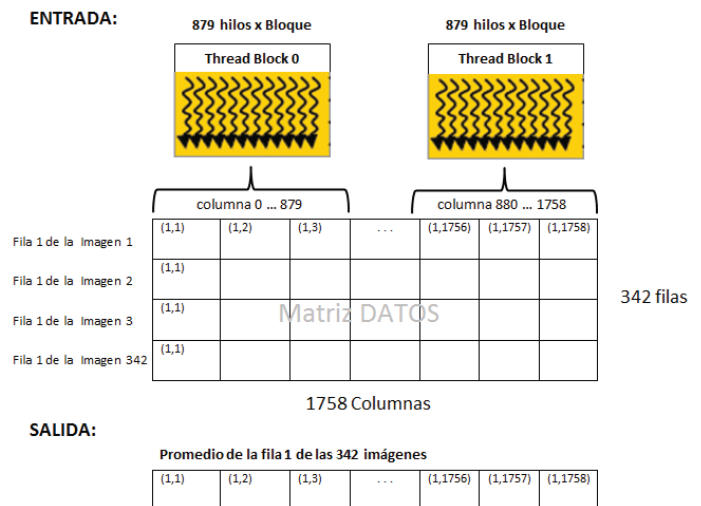 ENTRADA:
879 hilos x Bloque 879 hilos x Bloque
Thread Block 0 Thread Block 1
columna 0 ... 879 columna 880 ... 1758
Fila 1 de la Imagen 1 (1,1) (1,2) (1,3) ... (1,1756) (1,1757) (1,1758)
Fila 1 de la Imagen 2 (1,1)
Fila 1 de la Imagen 3 (1,1)
Matriz DATOS
342 filas
Fila 1 de la Imagen 342 (1,1)
1758 Columnas
SALIDA:
Promedio de la fila 1 de las 342 imágenes
(1,1) (1,2) (1,3) ... (1,1756) (1,1757) (1,1758)